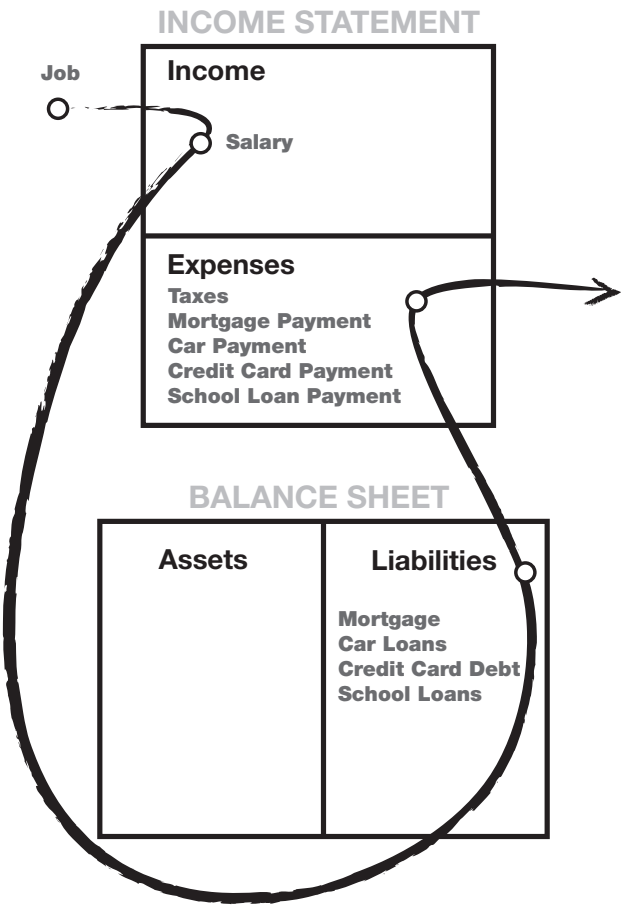 INCOME STATEMENT
Job
Income
Salary
Expenses
Taxes
Mortgage Payment
Car Payment
Credit Card Payment
School Loan Payment
BALANCE SHEET
Assets
Liabilities
Mortgage
Car Loans
Credit Card Debt
School Loans